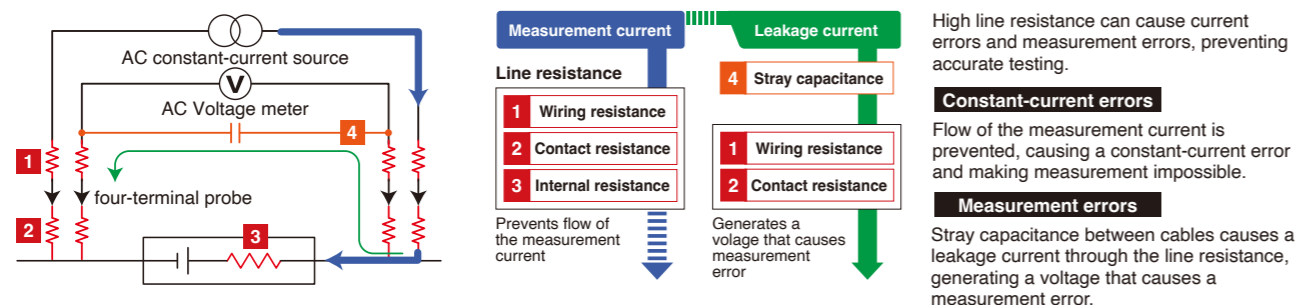 AC constant-current source
V
AC Voltage meter
4
1
four-terminal probe
2
3
Measurement current
Line resistance
1 Wiring resistance
2 Contact resistance
3 Internal resistance
Prevents flow of
the measurement
current
Leakage current
4 Stray capacitance
1 Wiring resistance
2 Contact resistance
Generates a
volage that causes
measurement
error
High line resistance can cause current
errors and measurement errors, preventing
accurate testing.
Constant-current errors
Flow of the measurement current is
prevented, causing a constant-current error
and making measurement impossible.
Measurement errors
Stray capacitance between cables causes a
leakage current through the line resistance,
generating a voltage that causes a
measurement error.